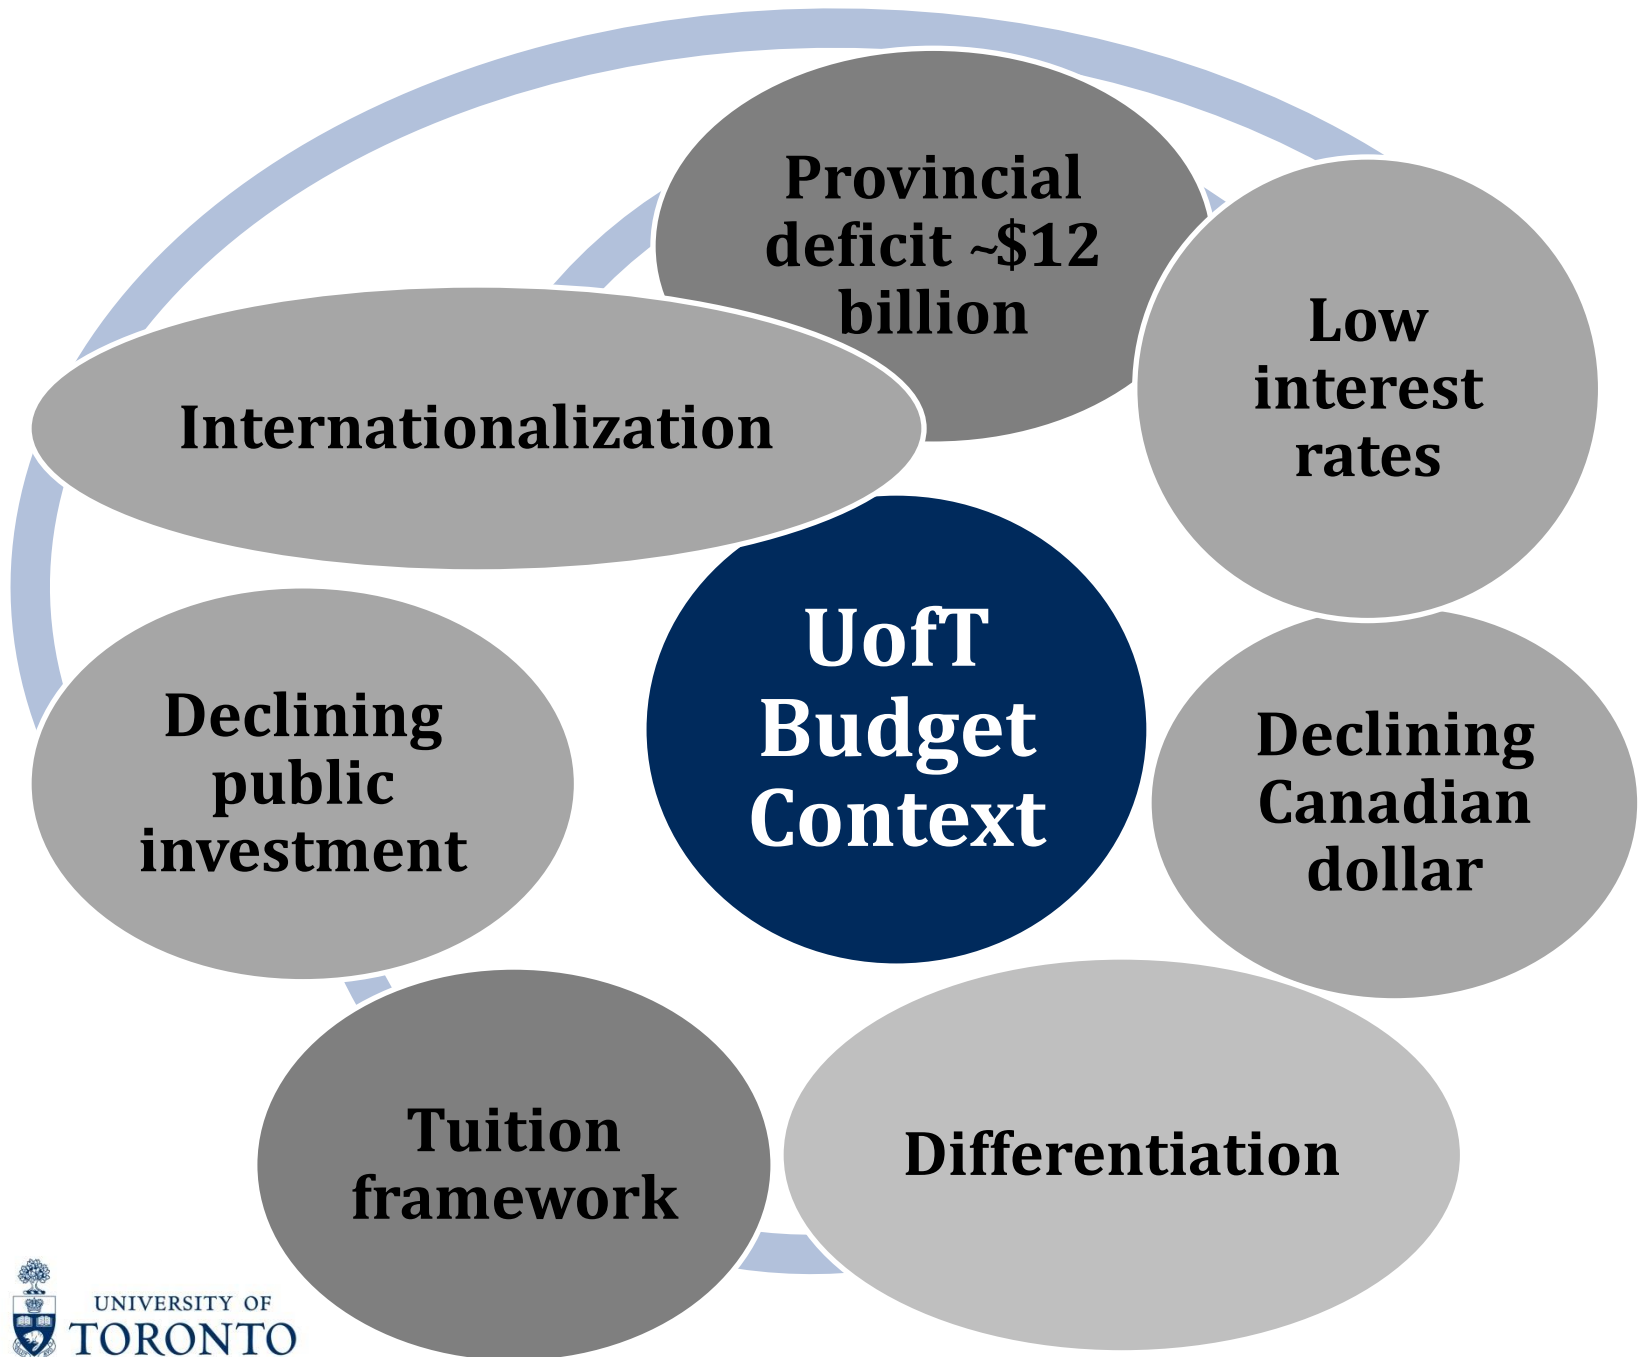 Provincial
deficit ~$12
billion
Low
interest
rates
Internationalization
UofT
Budget
Context
Declining
public
investment
Declining
Canadian
dollar
Tuition
framework
Differentiation
UNIVERSITY OF
TORONTO